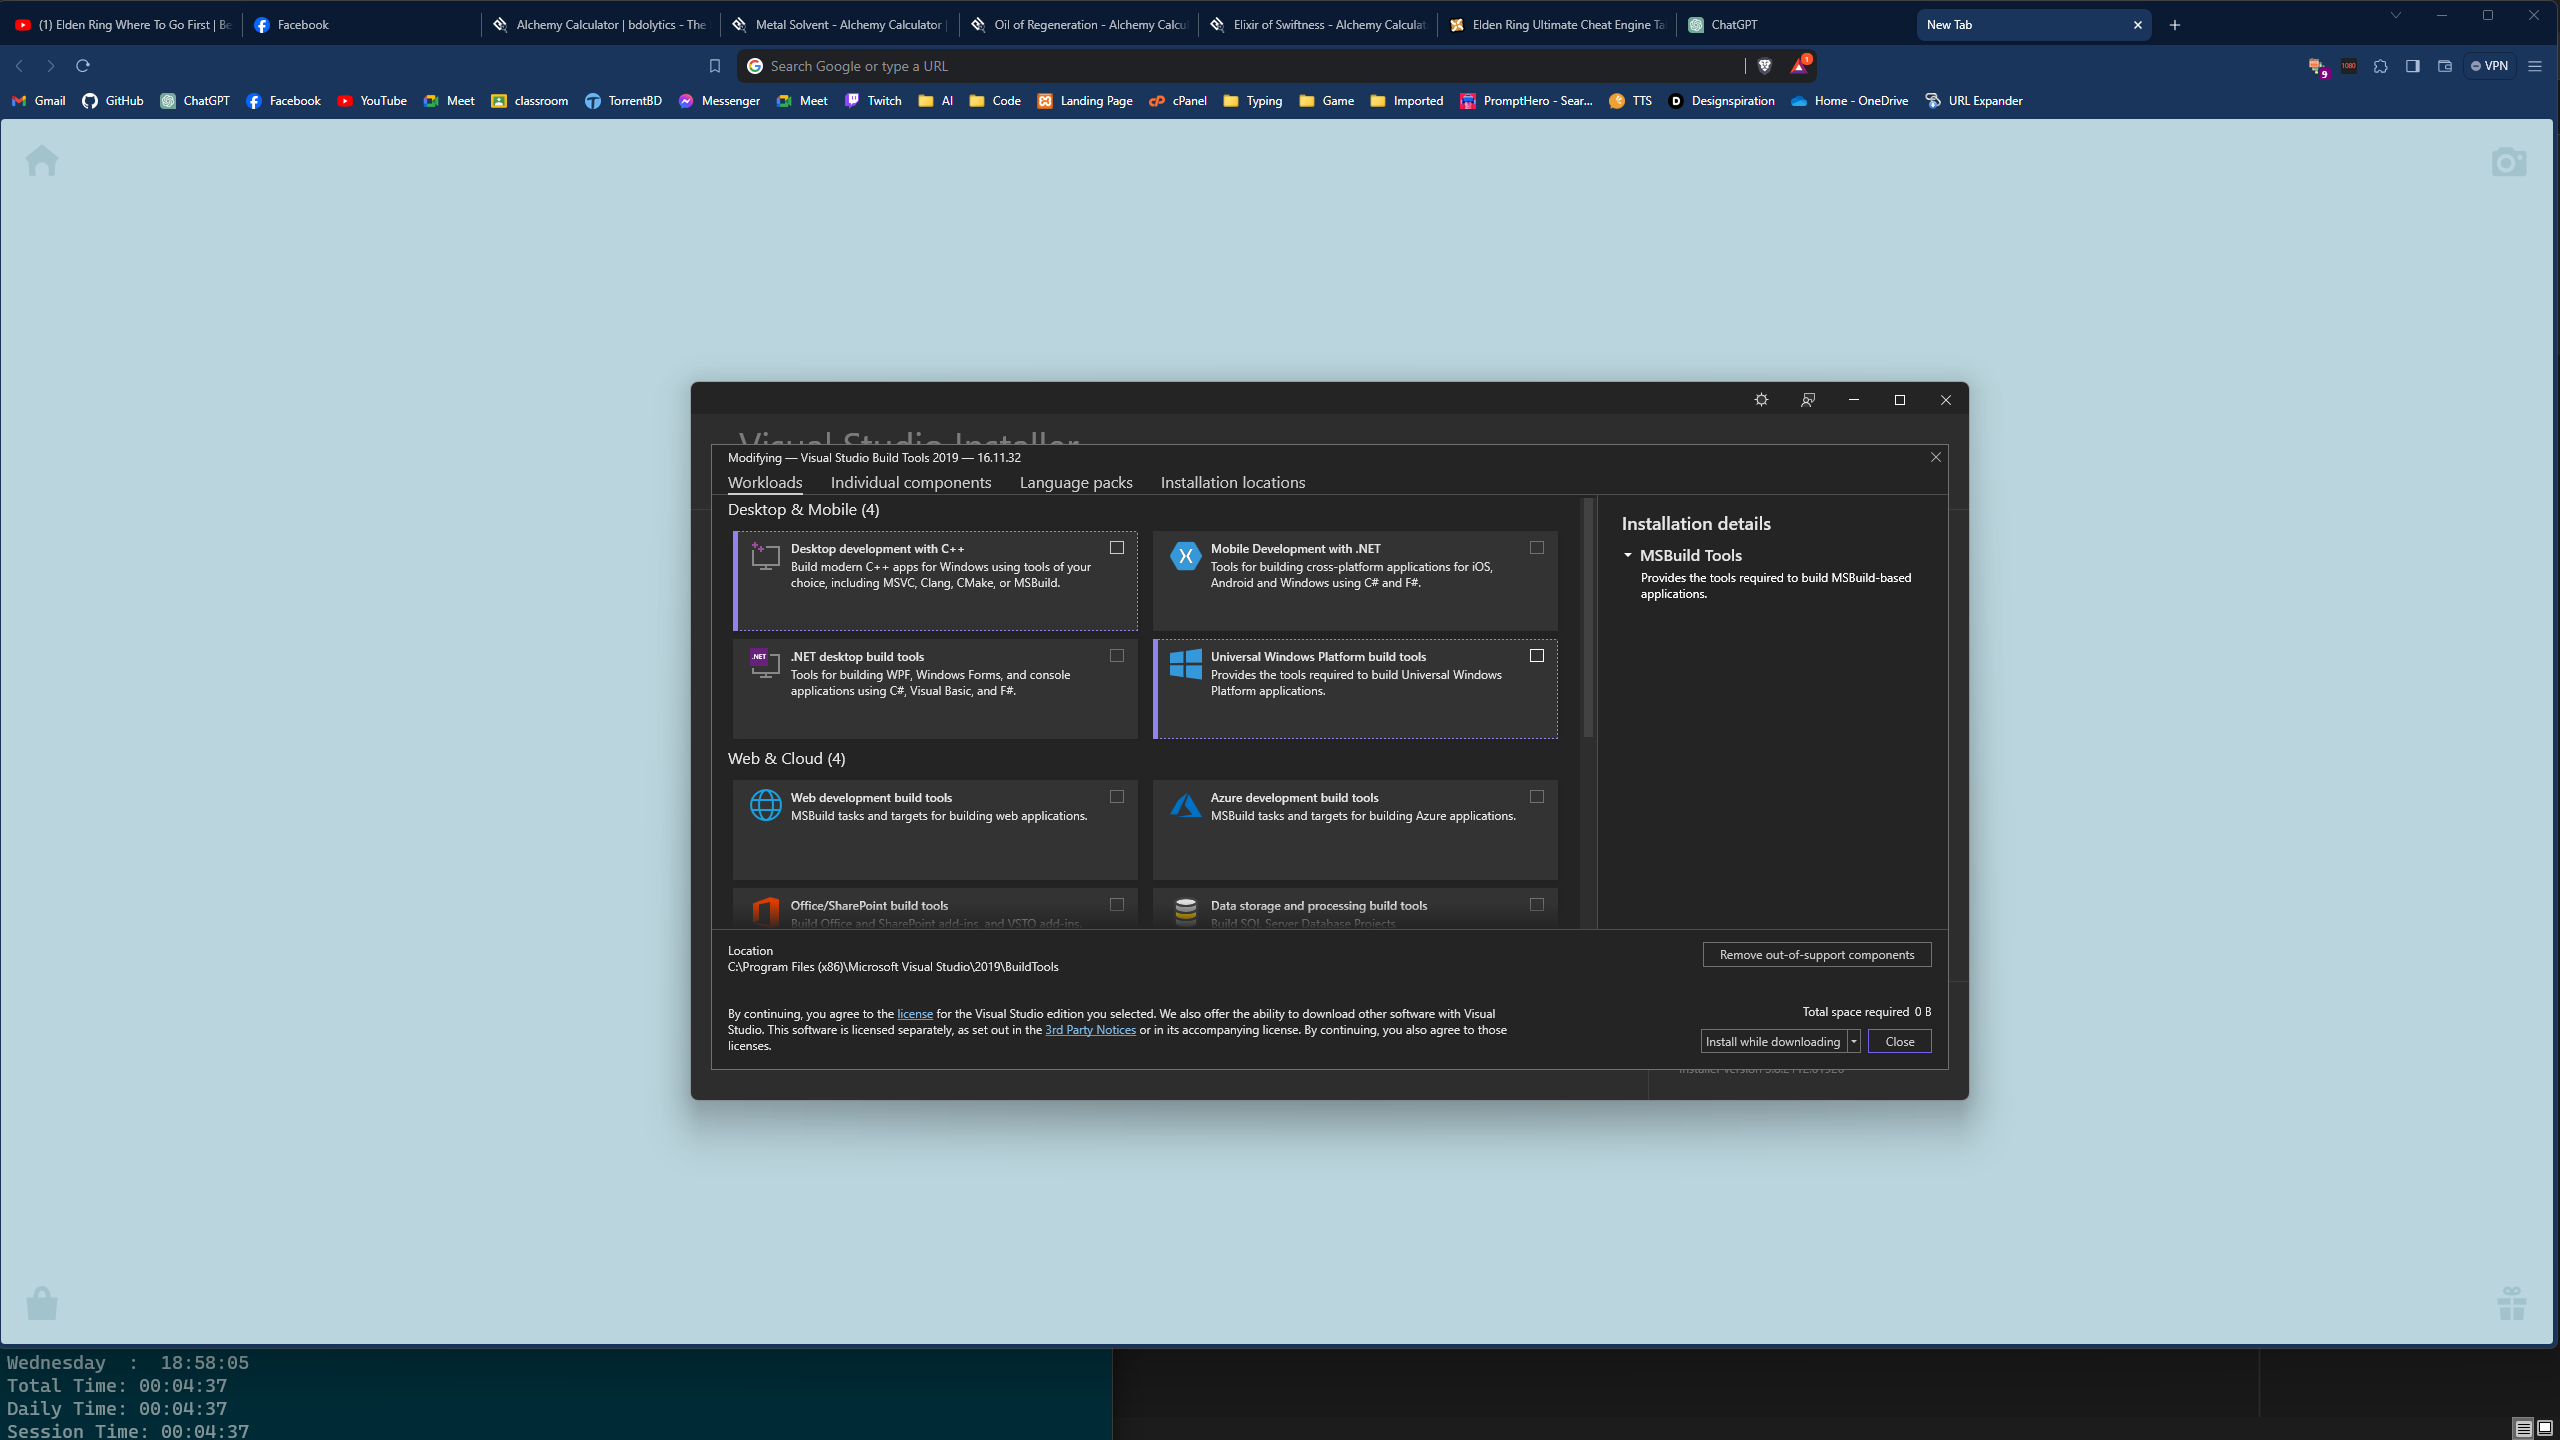 (1) Elden Ring Where To Go First | Be
Facebook
Alchemy Calculator | bdolytics - The
Metal Solvent - Alchemy Calculator |
Oil of Regeneration - Alchemy Calcu
Elixir of Swiftness - Alchemy Calculat
Elden Ring Ultimate Cheat Engine Ta
ChatGPT
New Tab
Search Google or type a URL
1
9
1080
VPN
Gmail
GitHub
ChatGPT
Facebook
YouTube
Meet
classroom
TorrentBD
Messenger
Meet
Twitch
AI
Code
Landing Page
cPanel
Typing
Game
Imported
PromptHero - Sear...
TTS
Designspiration
Home - OneDrive
URL Expander
Visual Studio Installer
Modifying — Visual Studio Build Tools 2019 — 16.11.32
Workloads
Individual components
Language packs
Installation locations
Desktop & Mobile (4)
Desktop development with C++
Build modern C++ apps for Windows using tools of your
choice, including MSVC, Clang, CMake, or MSBuild.
Mobile Development with .NET
Tools for building cross-platform applications for iOS,
Android and Windows using C# and F#.
.NET
.NET desktop build tools
Tools for building WPF, Windows Forms, and console
applications using C#, Visual Basic, and F#.
Universal Windows Platform build tools
Provides the tools required to build Universal Windows
Platform applications.
Web & Cloud (4)
Web development build tools
MSBuild tasks and targets for building web applications.
Azure development build tools
MSBuild tasks and targets for building Azure applications.
Office/SharePoint build tools
Build Office and SharePoint add-ins, and VSTO add-ins.
Data storage and processing build tools
Build SQL Server Database Projects
Installation details
MSBuild Tools
Provides the tools required to build MSBuild-based
applications.
Location
C:\Program Files (x86)\Microsoft Visual Studio\2019\BuildTools
Remove out-of-support components
By continuing, you agree to the license for the Visual Studio edition you selected. We also offer the ability to download other software with Visual
Studio. This software is licensed separately, as set out in the 3rd Party Notices or in its accompanying license. By continuing, you also agree to those
licenses.
Total space required 0 B
Install while downloading
Close
Installer version
Wednesday : 18:58:05
Total Time: 00:04:37
Daily Time: 00:04:37
Session Time: 00:04:37